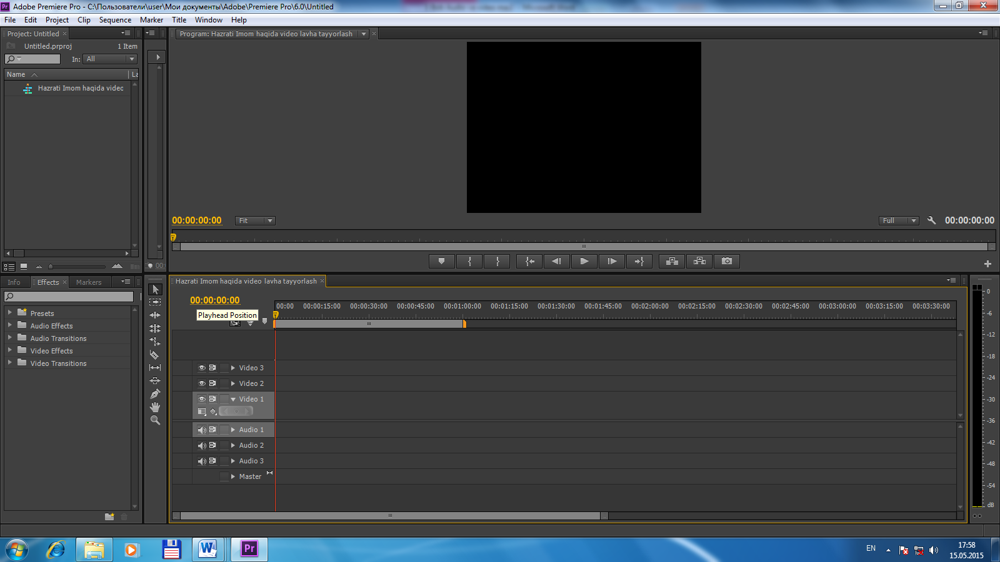 Pr Adobe Premiere Pro - C:\Пользователи\user\Мои документы\Adobe\Premiere Pro\6.0\Untitled
File Edit Project Clip Sequence Marker Title Window Help
Project: Untitled
Untitled.prproj 1 Item
In: All
Name La
Hazrati Imom haqida video
Program: Hazrati Imom haqida video lavha tayyorlash
00:00:00:00 Fit Full 00:00:00:00
00:
Info Effects Markers
Presets
Audio Effects
Audio Transitions
Video Effects
Video Transitions
Hazrati Imom haqida video lavha tayyorlash
00:00:00:00
Playhead Position
00:00 00:00:15:00 00:00:30:00 00:00:45:00 00:01:00:00 00:01:15:00 00:01:30:00 00:01:45:00 00:02:00:00 00:02:15:00 00:02:30:00 00:02:45:00 00:03:00:00 00:03:15:00 00:03:30:00
Video 3
Video 2
Video 1
Audio 1
Audio 2
Audio 3
Master
0
-6
-12
-18
-24
-30
-36
-42
-48
-54
dB
W Pr
EN 17:58
15.05.2015